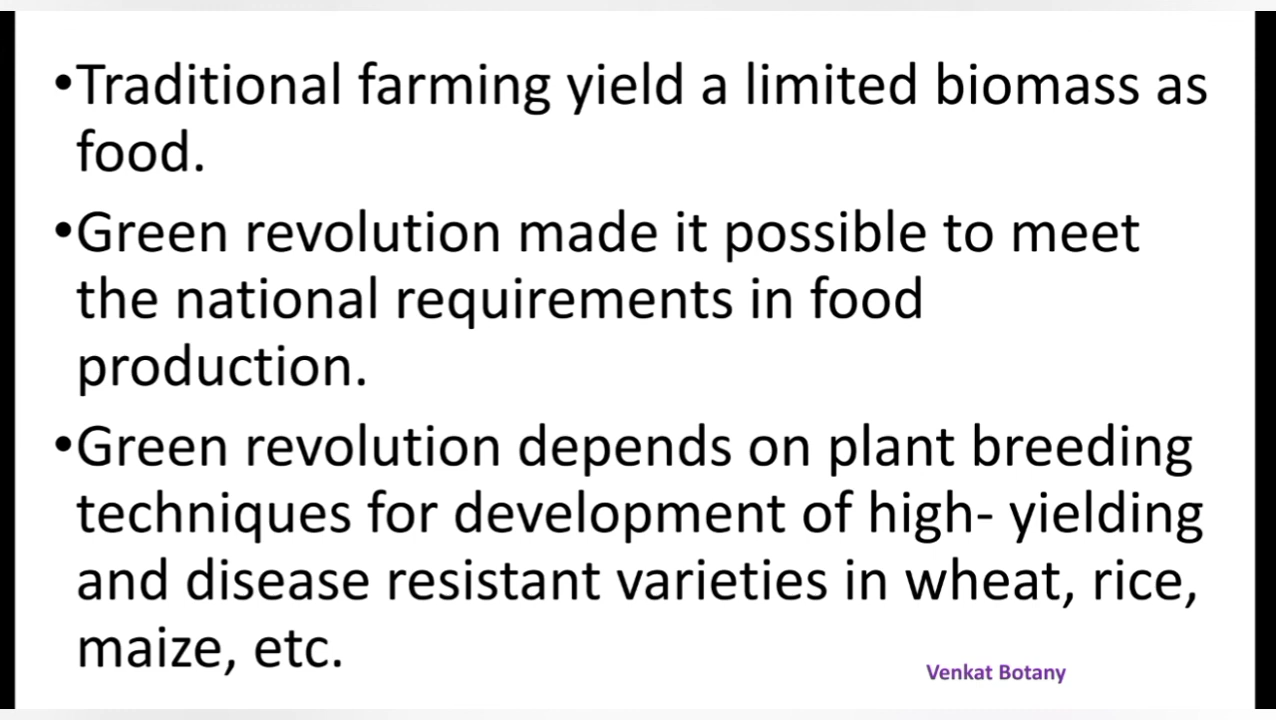 •Traditional farming yield a limited biomass as
food.
•Green revolution made it possible to meet
the national requirements in food
production.
•Green revolution depends on plant breeding
techniques for development of high- yielding
and disease resistant varieties in wheat, rice,
maize, etc.
Venkat Botany